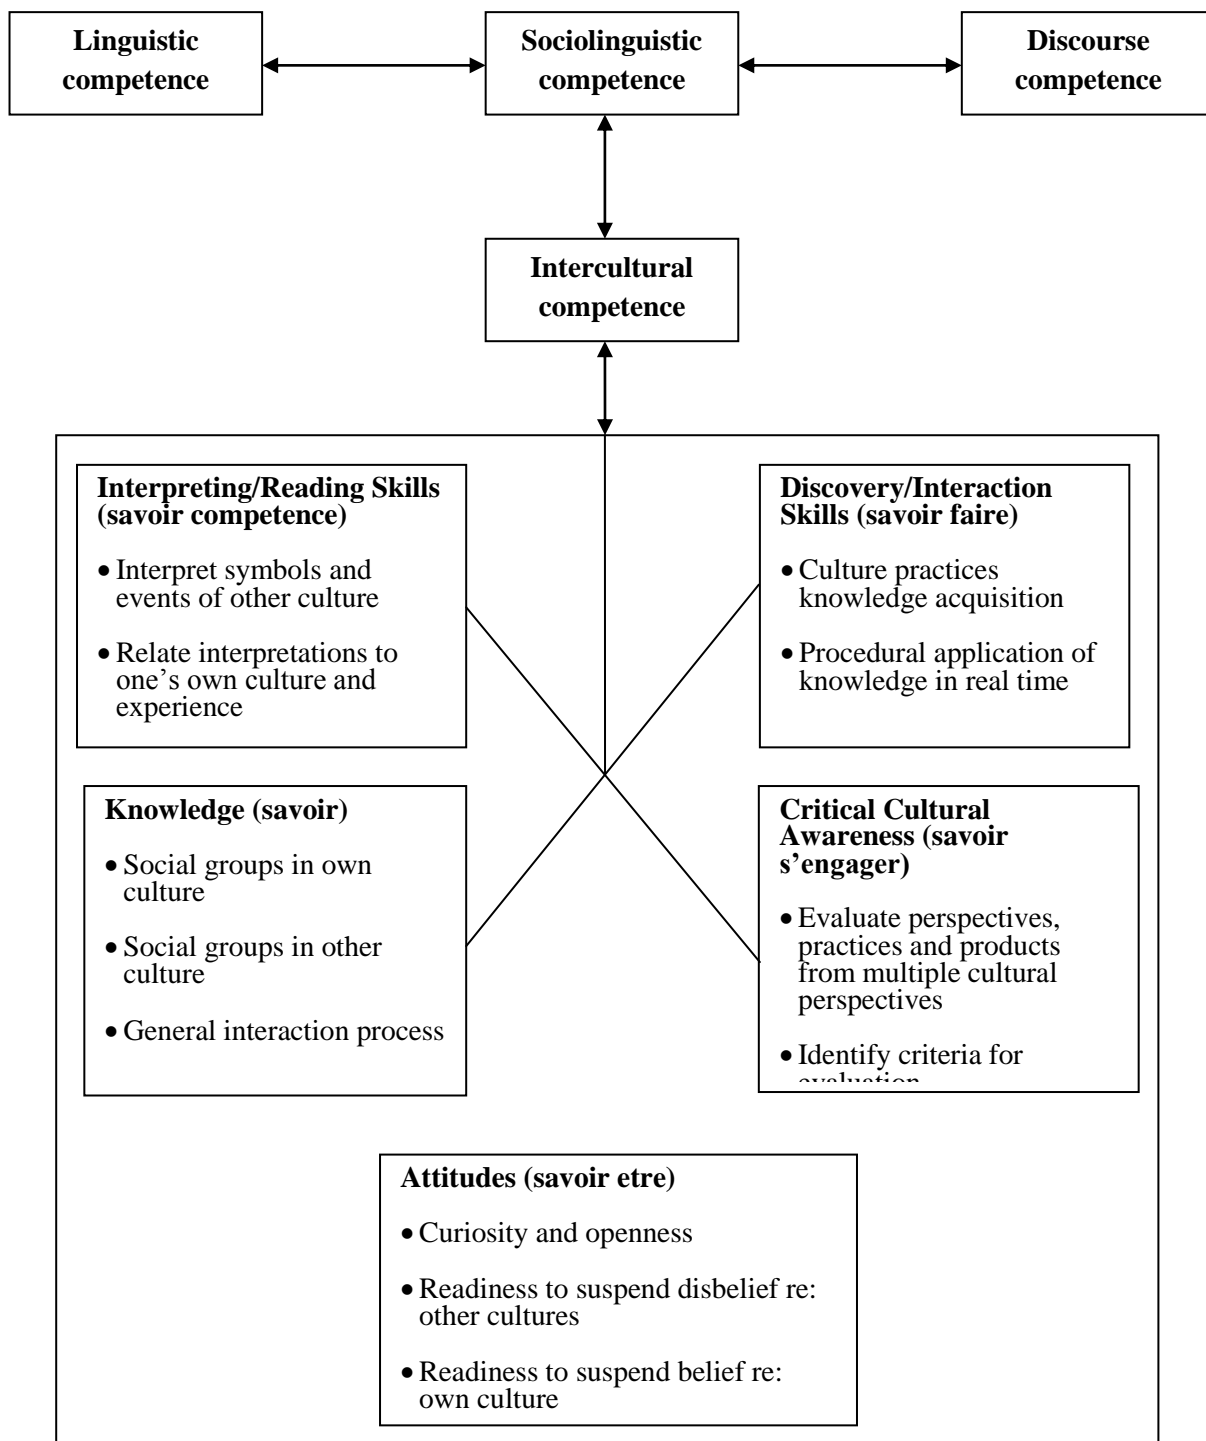 Linguistic
competence
Sociolinguistic
competence
Discourse
competence
Intercultural
competence
Interpreting/Reading Skills
(savoir competence)
• Interpret symbols and
events of other culture
• Relate interpretations to
one’s own culture and
experience
Discovery/Interaction
Skills (savoir faire)
• Culture practices
knowledge acquisition
• Procedural application of
knowledge in real time
Knowledge (savoir)
• Social groups in own
culture
• Social groups in other
culture
• General interaction process
Critical Cultural
Awareness (savoir
s’engager)
• Evaluate perspectives,
practices and products
from multiple cultural
perspectives
• Identify criteria for
evaluation
Attitudes (savoir etre)
• Curiosity and openness
• Readiness to suspend disbelief re:
other cultures
• Readiness to suspend belief re:
own culture